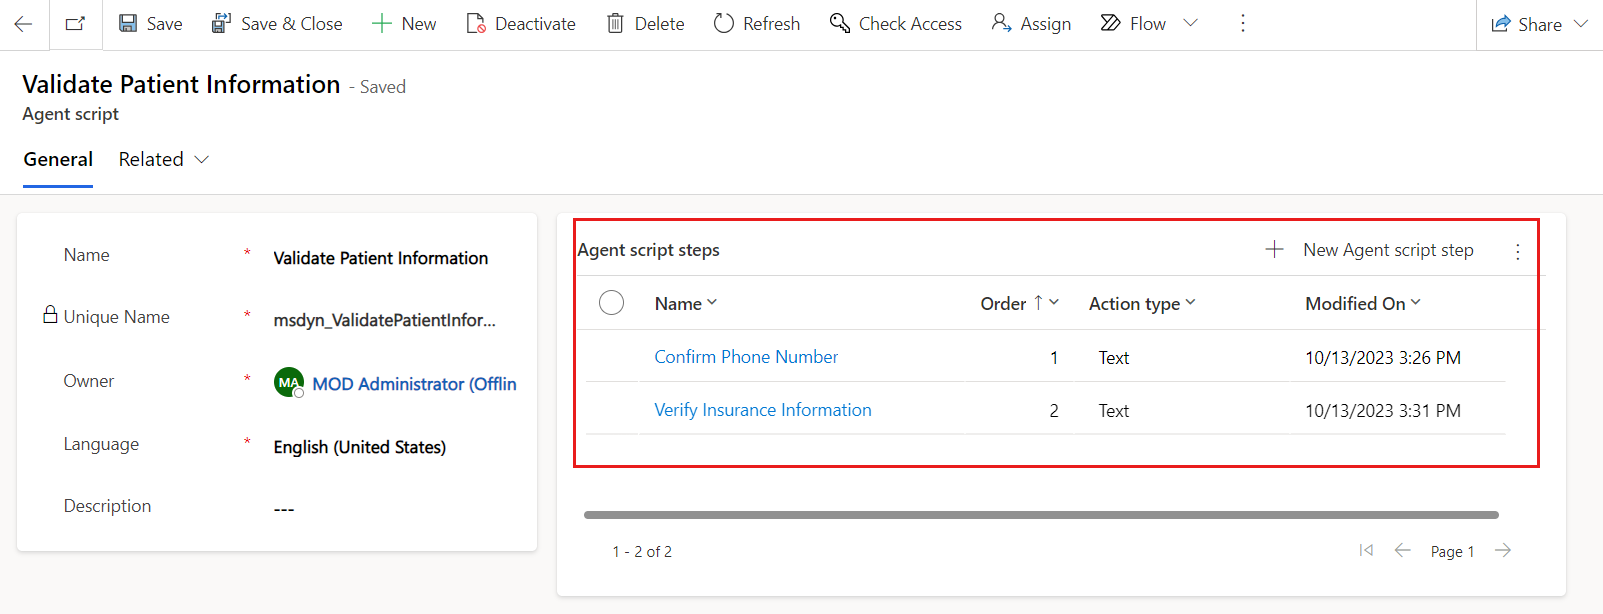 Save Save & Close New Deactivate Delete Refresh Check Access Assign Flow Share
Validate Patient Information - Saved
Agent script
General Related
Name * Validate Patient Information
Unique Name * msdyn_ValidatePatientInfor...
Owner * MA MOD Administrator (Offlin
Language * English (United States)
Description ---
Agent script steps New Agent script step
Name Order Action type Modified On
Confirm Phone Number 1 Text 10/13/2023 3:26 PM
Verify Insurance Information 2 Text 10/13/2023 3:31 PM
1 - 2 of 2 Page 1